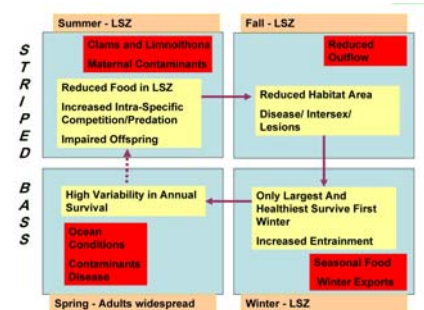 Summer - LSZ
Fall - LSZ
STRIPED
BASS
Clams and Limnoithona
Maternal Contaminants
Reduced Food in LSZ
Increased Intra-Specific
Competition/Predation
Impaired Offspring
Reduced
Outflow
Reduced Habitat Area
Disease/ Intersex/
Lesions
High Variability in Annual
Survival
Ocean
Conditions
Contaminants
Disease
Only Largest And
Healthiest Survive First
Winter
Increased Entrainment
Seasonal Food
Winter Exports
Spring - Adults widespread
Winter - LSZ